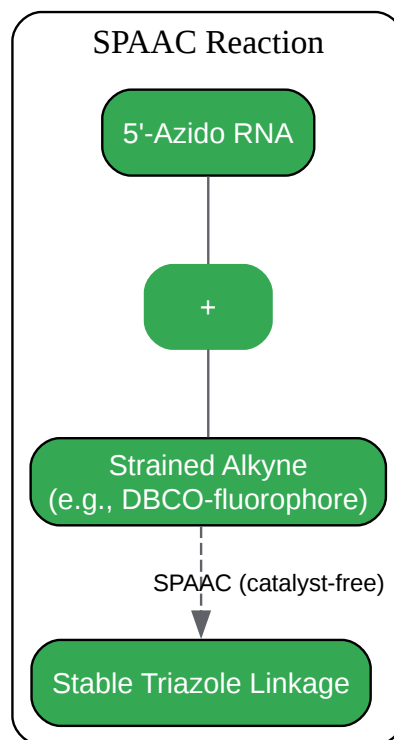 SPAAC Reaction
5'-Azido RNA
+
Strained Alkyne
(e.g., DBCO-fluorophore)
SPAAC (catalyst-free)
Stable Triazole Linkage